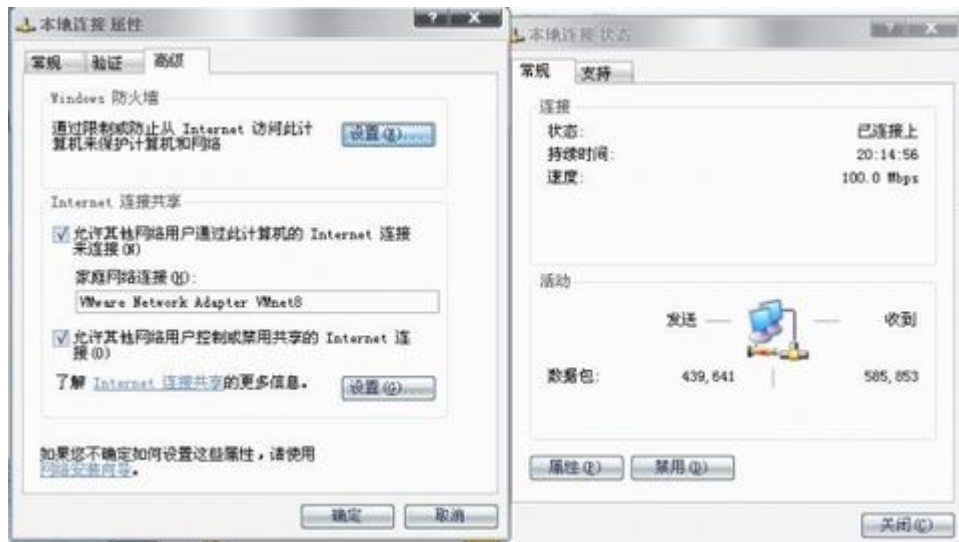 本地连接 属性
常规
验证
高级
Windows 防火墙
通过限制或防止从 Internet 访问此计
算机来保护计算机和网络
设置(E)...
Internet 连接共享
允许其他网络用户通过此计算机的 Internet 连接
来连接(N)
家庭网络连接(H):
VMware Network Adapter VMnet8
允许其他网络用户控制或禁用共享的 Internet 连
接(O)
了解 Internet 连接共享的更多信息。
设置(G)...
如果您不确定如何设置这些属性，请使用
网络安装向导。
确定
取消
本地连接 状态
常规
支持
连接
状态:
已连接上
持续时间:
20:14:56
速度:
100.0 Mbps
活动
发送
收到
数据包:
439,641
585,853
属性(P)
禁用(D)
关闭(C)